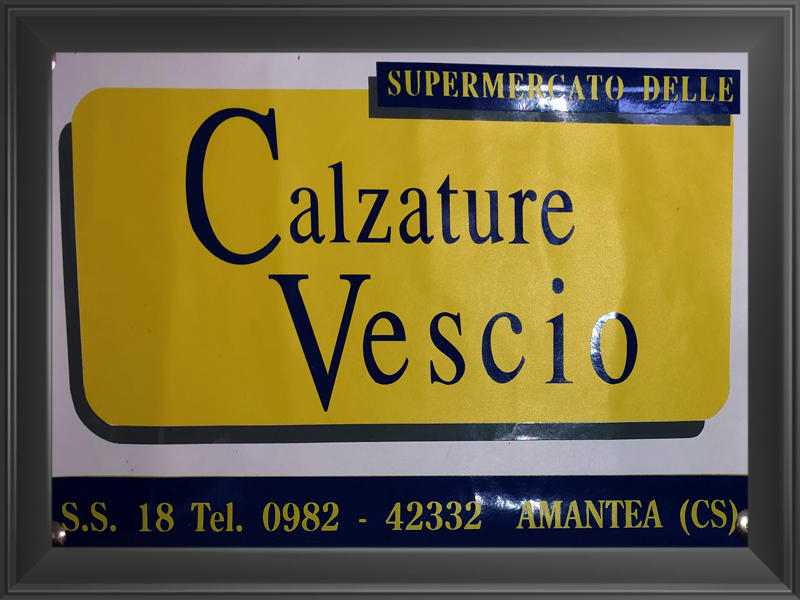 SUPERMERCATO DELLE
Calzature
Vescio
S.S. 18 Tel. 0982 - 42332 AMANTEA (CS)